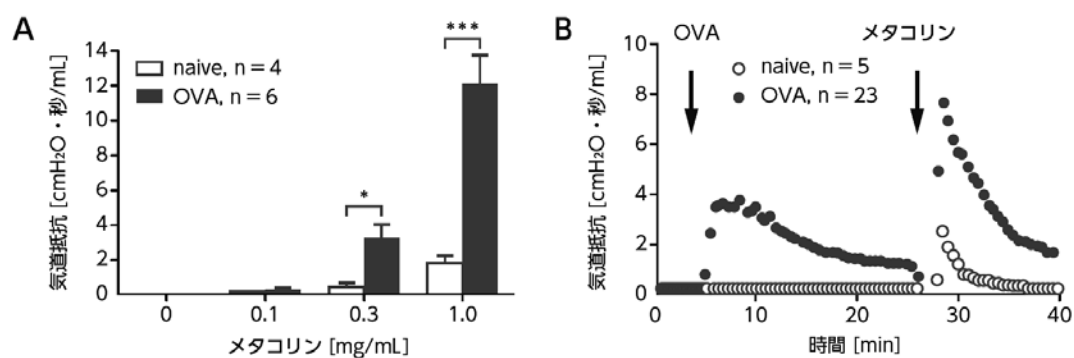 A
気道抵抗 [cmH₂O・秒/mL]
14
12
10
8
6
4
2
0
naive, n = 4
OVA, n = 6
*
***
0 0.1 0.3 1.0
メタコリン [mg/mL]
B
気道抵抗 [cmH₂O・秒/mL]
10
8
6
4
2
0
OVA
メタコリン
naive, n = 5
OVA, n = 23
0 10 20 30 40
時間 [min]